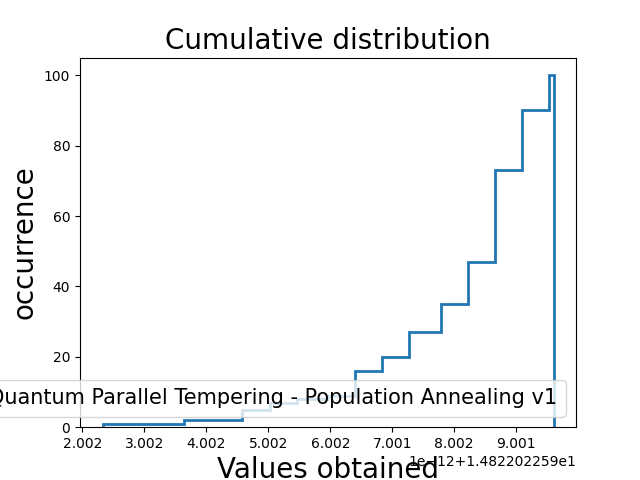 Cumulative distribution
100
80
60
40
20
0
occurrence
Quantum Parallel Tempering - Population Annealing v1
2.002 3.002 4.002 5.002 6.002 7.001 8.002 9.001
1e−12+1.482202259e1
Values obtained